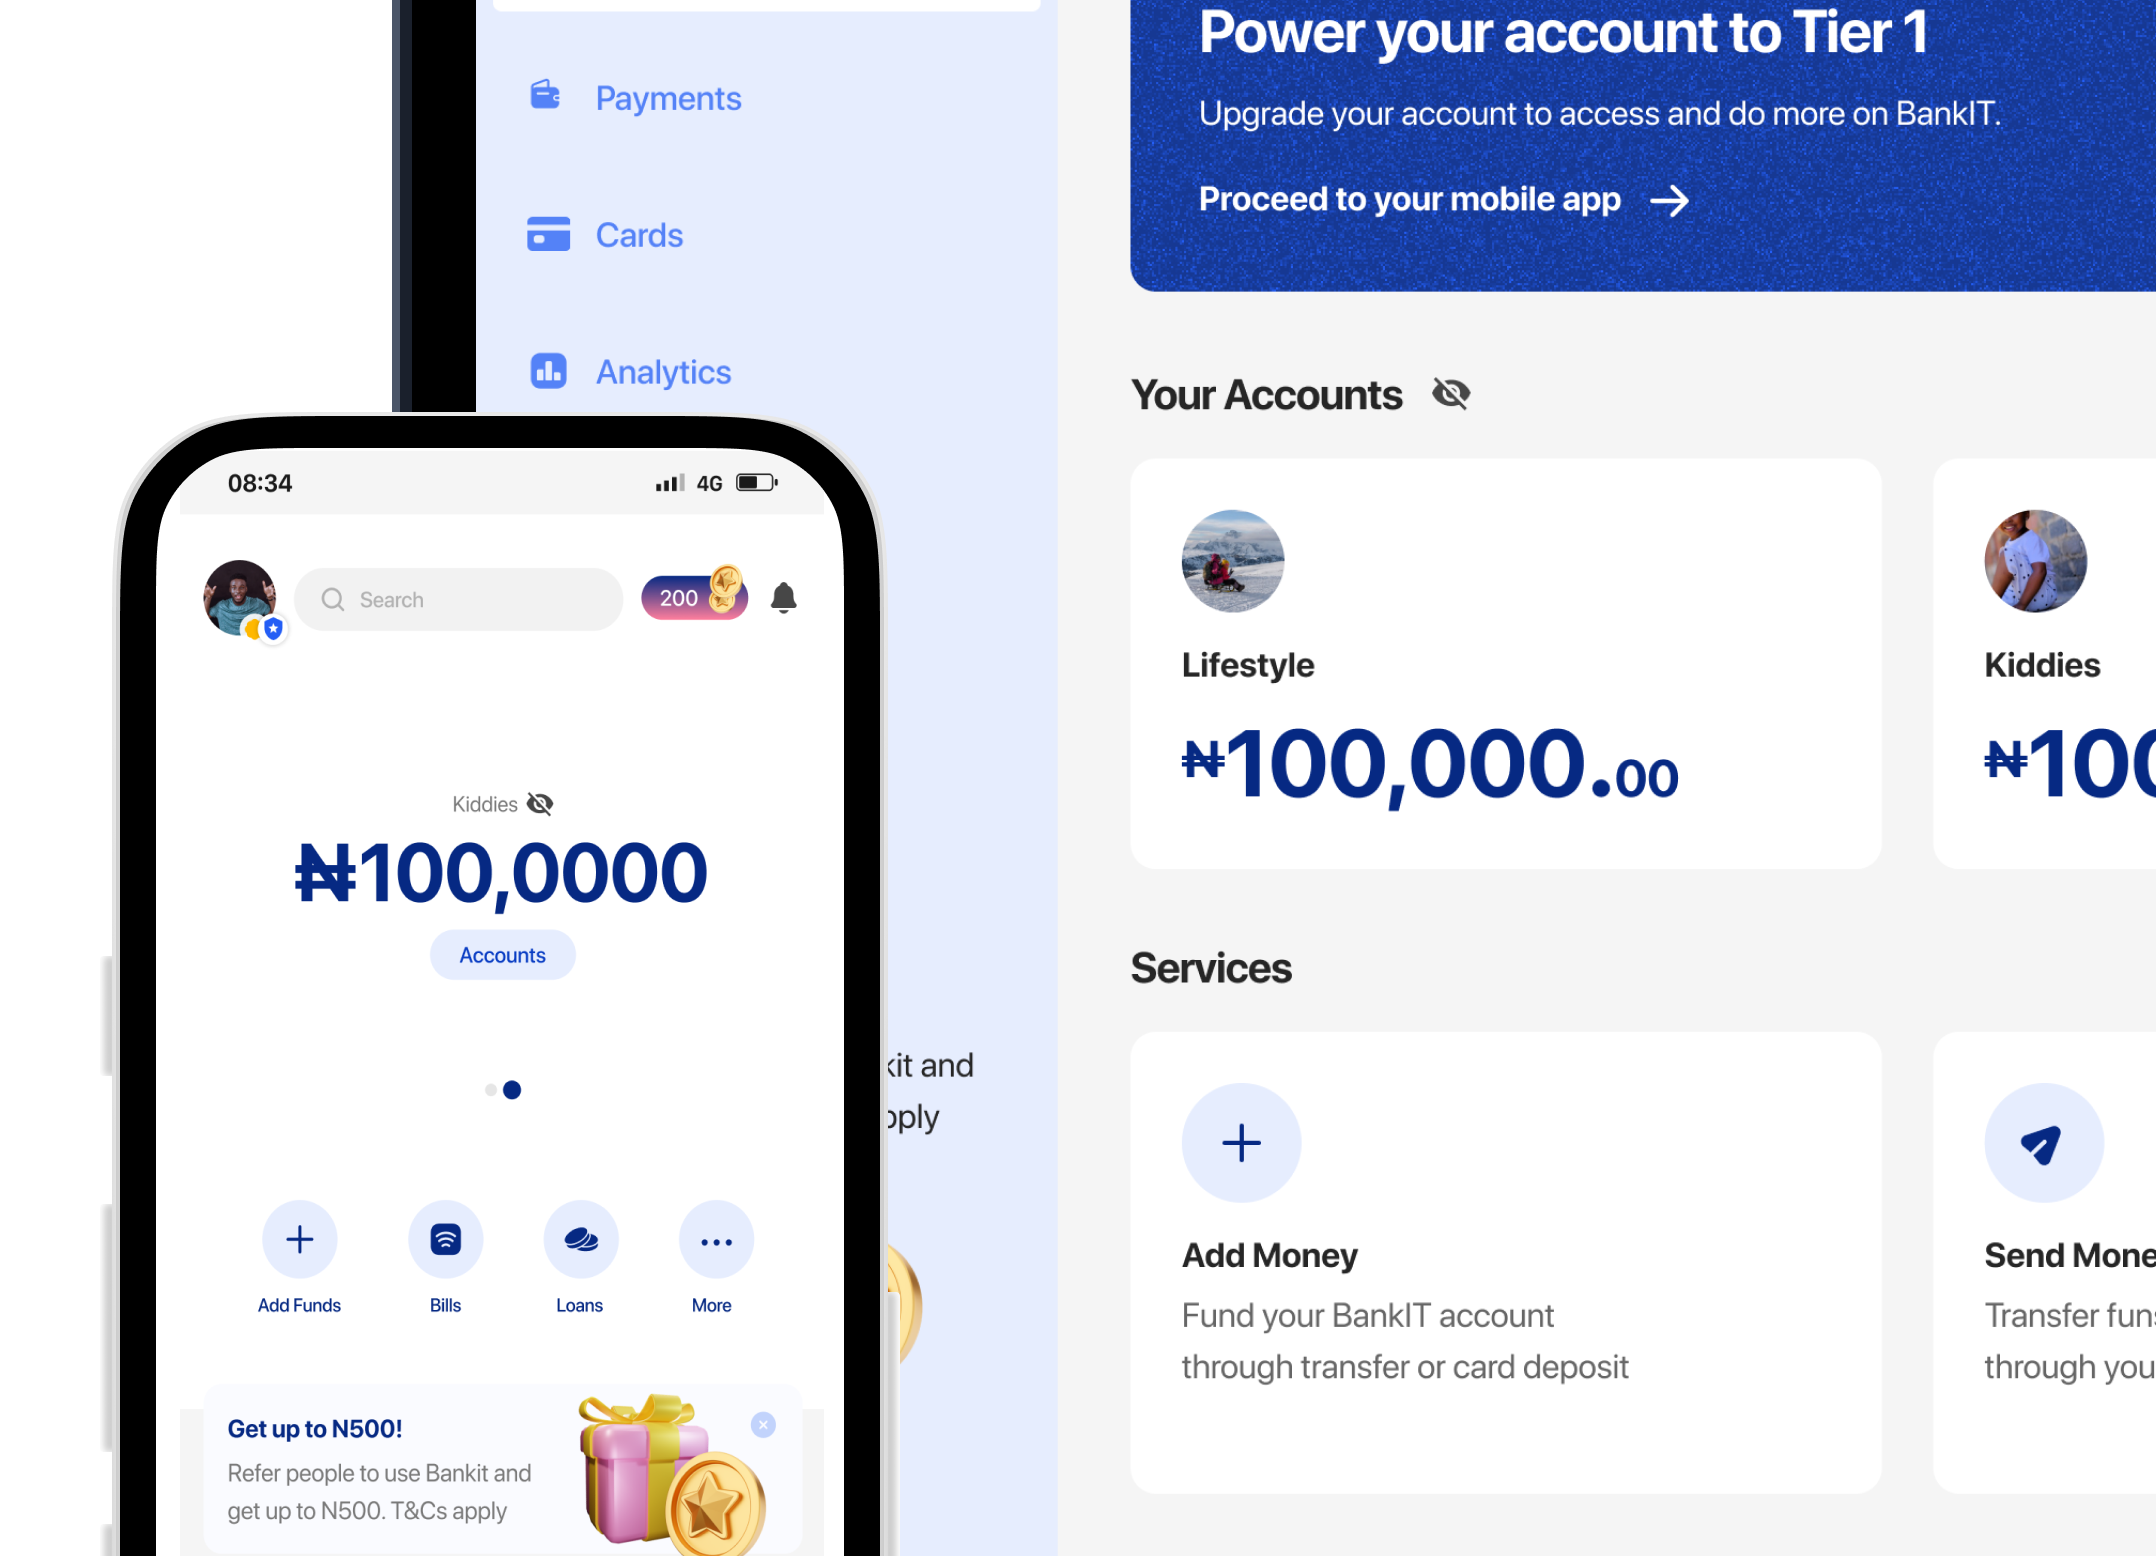 Payments
Cards
Analytics
Power your account to Tier 1
Upgrade your account to access and do more on BankIT.
Proceed to your mobile app
Your Accounts
Lifestyle
₦100,000.00
Kiddies
₦100
Services
Add Money
Fund your BankIT account
through transfer or card deposit
Send Mone
Transfer fun
through you
kit and
pply
08:34
4G
Search
200
Kiddies
₦100,0000
Accounts
Add Funds
Bills
Loans
More
Get up to N500!
Refer people to use Bankit and
get up to N500. T&Cs apply